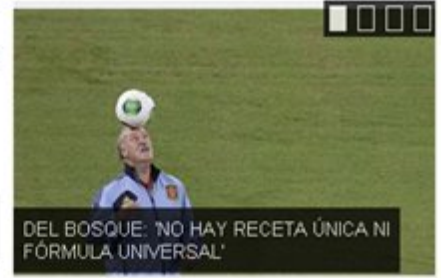 DEL BOSQUE: 'NO HAY RECETA ÚNICA NI
FÓRMULA UNIVERSAL'